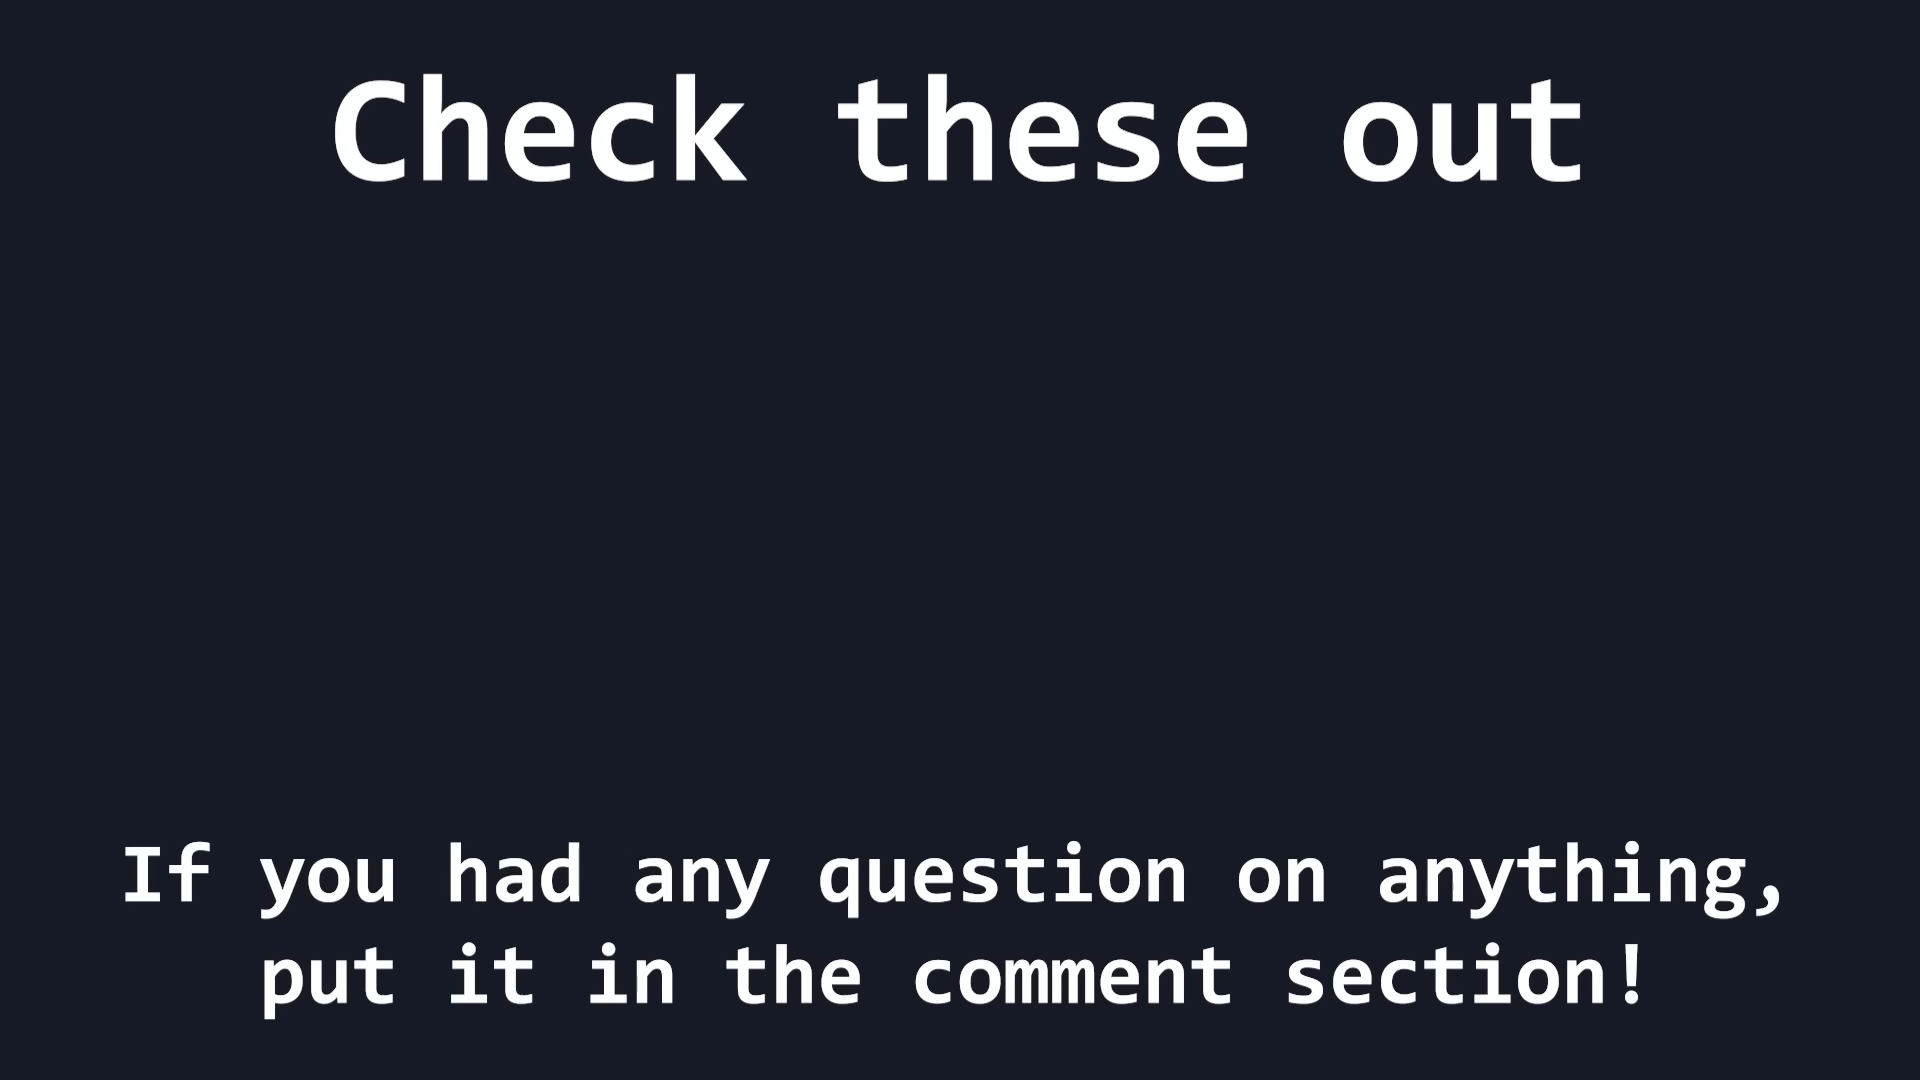 Check these out
If you had any question on anything,
put it in the comment section!